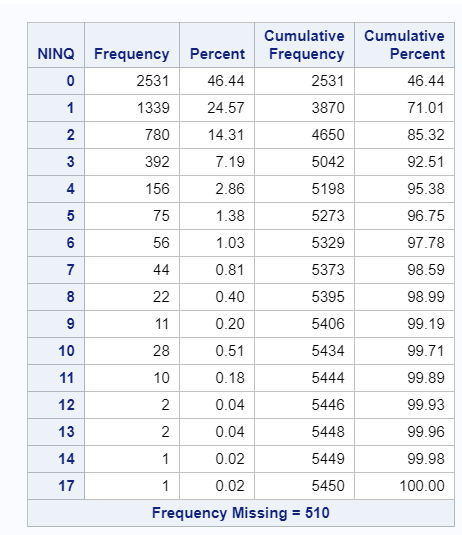 NINQ Frequency Percent Cumulative Frequency Cumulative Percent
0 2531 46.44 2531 46.44
1 1339 24.57 3870 71.01
2 780 14.31 4650 85.32
3 392 7.19 5042 92.51
4 156 2.86 5198 95.38
5 75 1.38 5273 96.75
6 56 1.03 5329 97.78
7 44 0.81 5373 98.59
8 22 0.40 5395 98.99
9 11 0.20 5406 99.19
10 28 0.51 5434 99.71
11 10 0.18 5444 99.89
12 2 0.04 5446 99.93
13 2 0.04 5448 99.96
14 1 0.02 5449 99.98
17 1 0.02 5450 100.00
Frequency Missing = 510